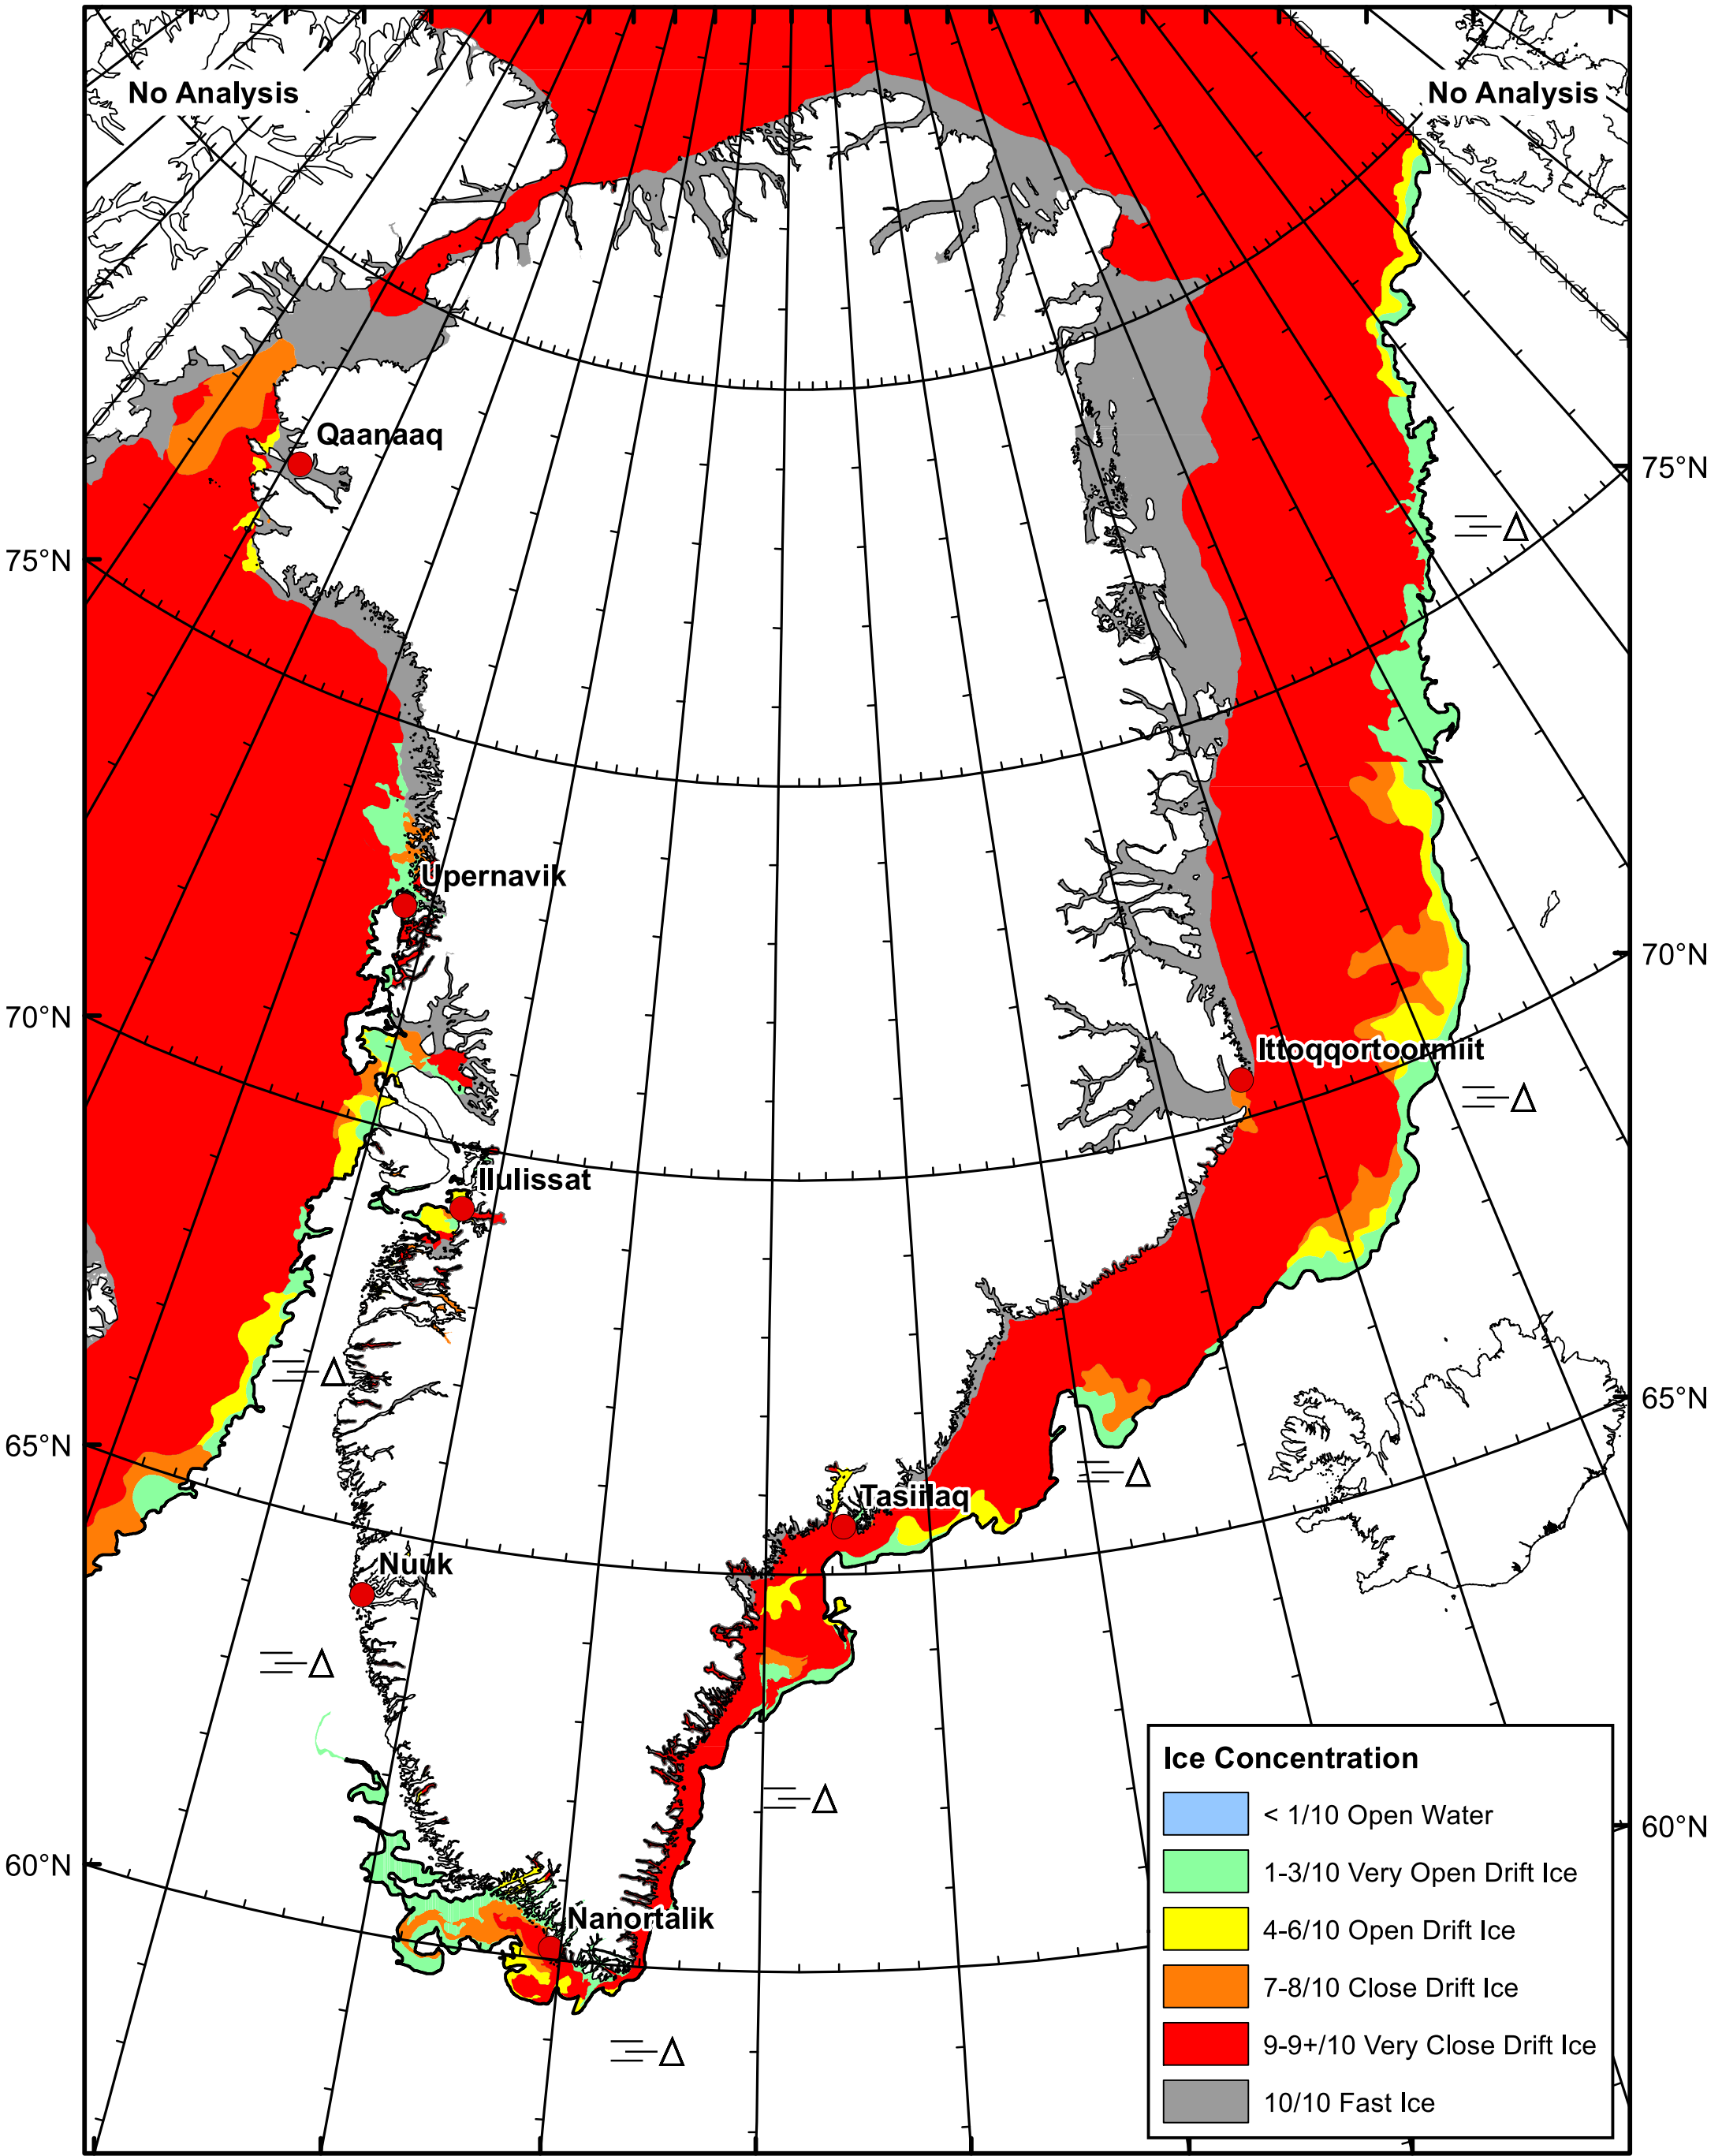 No Analysis
No Analysis
Qaanaaq
75°N
75°N
Upernavik
70°N
70°N
Ittoqqortoormiit
Ilulissat
65°N
65°N
Tasiilaq
Nuuk
60°N
60°N
Nanortalik
Ice Concentration
< 1/10 Open Water
1-3/10 Very Open Drift Ice
4-6/10 Open Drift Ice
7-8/10 Close Drift Ice
9-9+/10 Very Close Drift Ice
10/10 Fast Ice